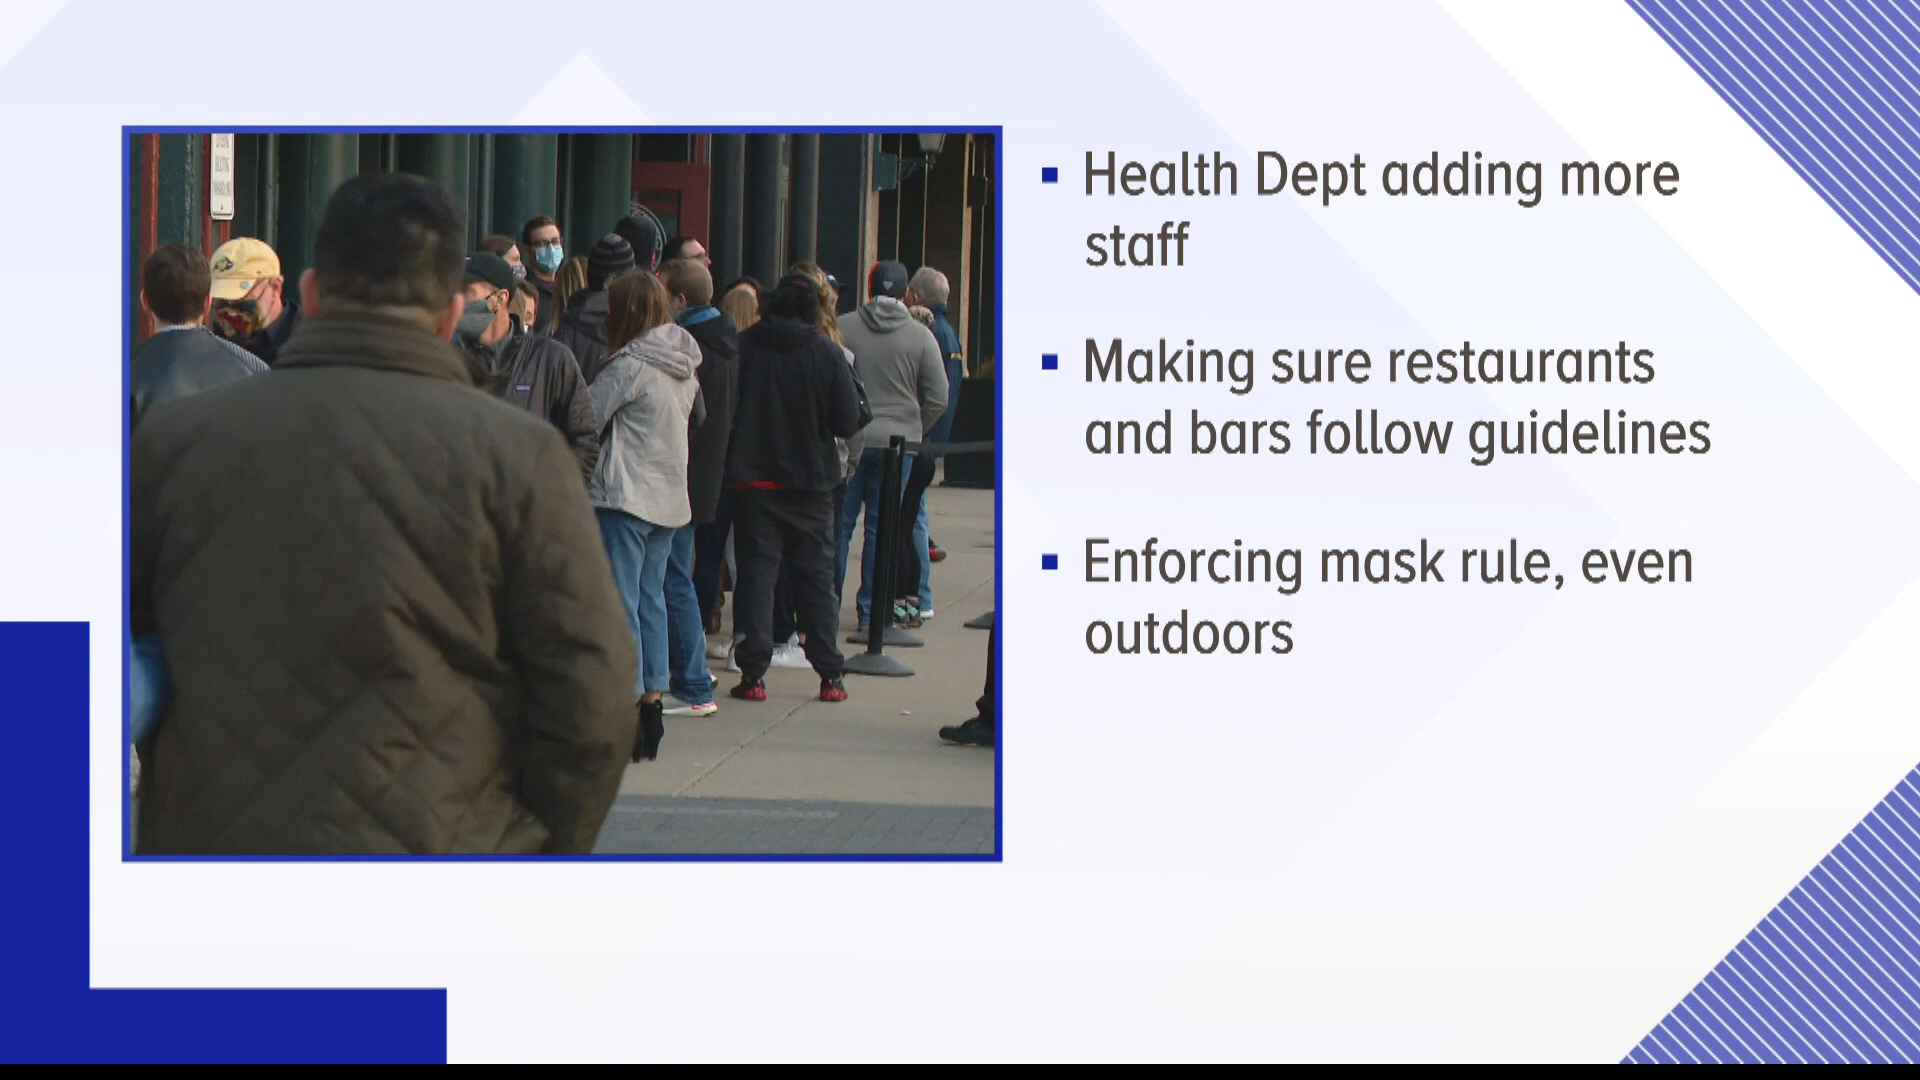 Health Dept adding more
staff
Making sure restaurants
and bars follow guidelines
Enforcing mask rule, even
outdoors